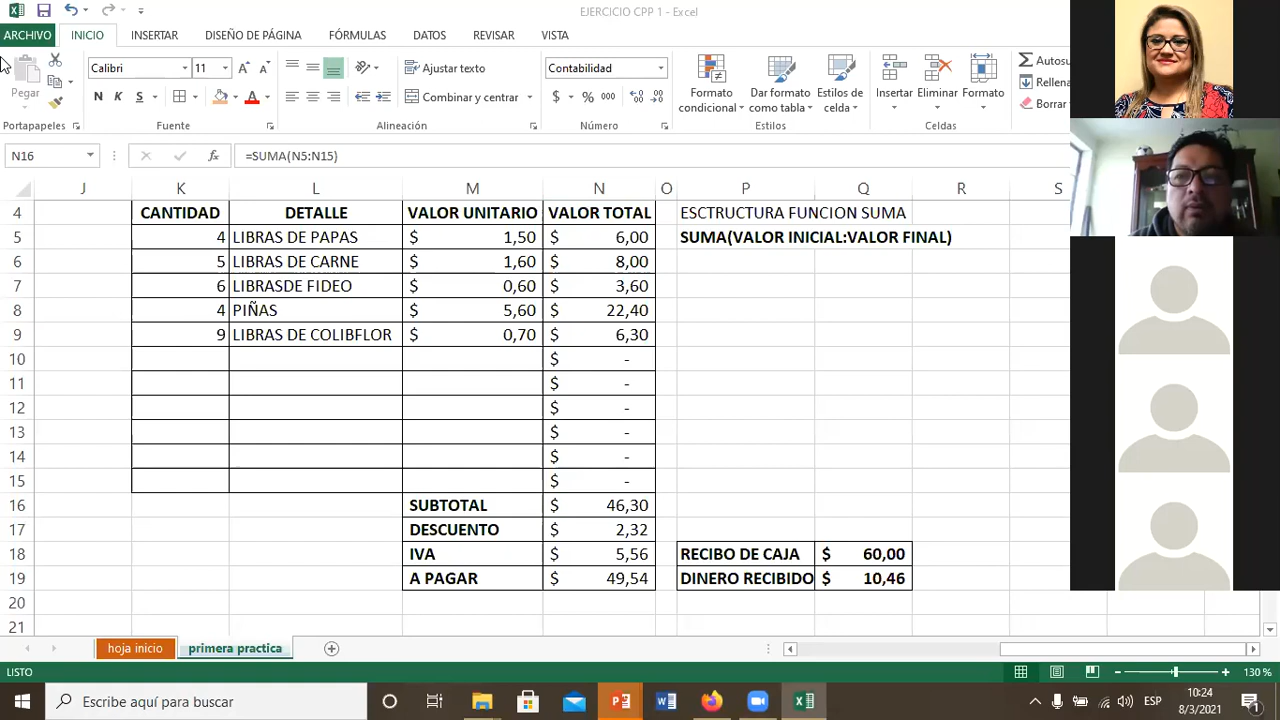 EJERCICIO CPP 1 - Excel
ARCHIVO INICIO INSERTAR DISEÑO DE PÁGINA FÓRMULAS DATOS REVISAR VISTA
Pegar
Calibri 11
N K S
Ajustar texto
Combinar y centrar
Contabilidad
$ % 000
Formato condicional
Dar formato como tabla
Estilos de celda
Insertar
Eliminar
Formato
Autosu
Rellena
Borrar
Portapapeles Fuente Alineación Número Estilos Celdas
N16 fx =SUMA(N5:N15)
J K L M N O P Q R S
4 CANTIDAD DETALLE VALOR UNITARIO VALOR TOTAL ESCTRUCTURA FUNCION SUMA
5 4 LIBRAS DE PAPAS $ 1,50 $ 6,00 SUMA(VALOR INICIAL:VALOR FINAL)
6 5 LIBRAS DE CARNE $ 1,60 $ 8,00
7 6 LIBRASDE FIDEO $ 0,60 $ 3,60
8 4 PIÑAS $ 5,60 $ 22,40
9 9 LIBRAS DE COLIBFLOR $ 0,70 $ 6,30
10 $ -
11 $ -
12 $ -
13 $ -
14 $ -
15 $ -
16 SUBTOTAL $ 46,30
17 DESCUENTO $ 2,32
18 IVA $ 5,56 RECIBO DE CAJA $ 60,00
19 A PAGAR $ 49,54 DINERO RECIBIDO $ 10,46
20
21
hoja inicio primera practica
LISTO 130 %
Escribe aquí para buscar
ESP
10:24
8/3/2021